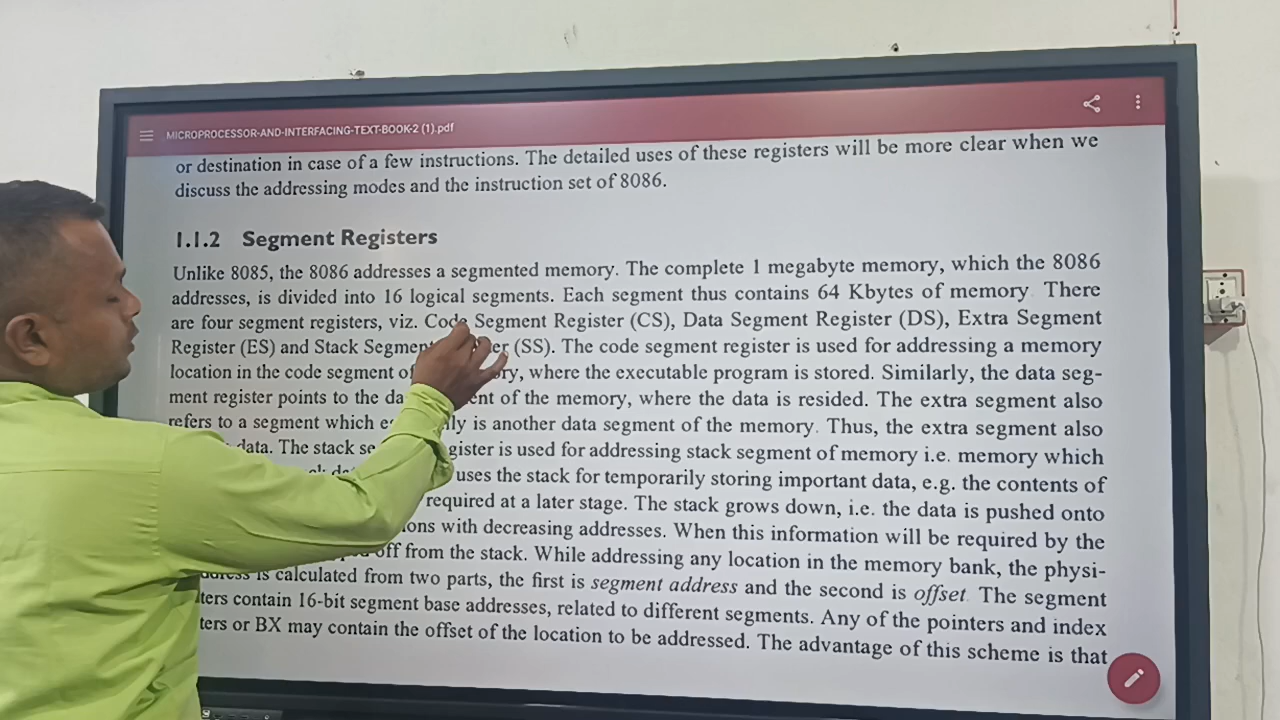 MICROPROCESSOR-AND-INTERFACING-TEXT-BOOK-2 (1).pdf
or destination in case of a few instructions. The detailed uses of these registers will be more clear when we
discuss the addressing modes and the instruction set of 8086.
1.1.2 Segment Registers
Unlike 8085, the 8086 addresses a segmented memory. The complete 1 megabyte memory, which the 8086
addresses, is divided into 16 logical segments. Each segment thus contains 64 Kbytes of memory. There
are four segment registers, viz. Code Segment Register (CS), Data Segment Register (DS), Extra Segment
Register (ES) and Stack Segment (SS). The code segment register is used for addressing a memory
location in the code segment of where the executable program is stored. Similarly, the data seg-
ment register points to the of the memory, where the data is resided. The extra segment also
refers to a segment which is another data segment of the memory. Thus, the extra segment also
data. The stack is used for addressing stack segment of memory i.e. memory which
uses the stack for temporarily storing important data, e.g. the contents of
required at a later stage. The stack grows down, i.e. the data is pushed onto
with decreasing addresses. When this information will be required by the
off from the stack. While addressing any location in the memory bank, the physi-
is calculated from two parts, the first is segment address and the second is offset. The segment
contain 16-bit segment base addresses, related to different segments. Any of the pointers and index
or BX may contain the offset of the location to be addressed. The advantage of this scheme is that